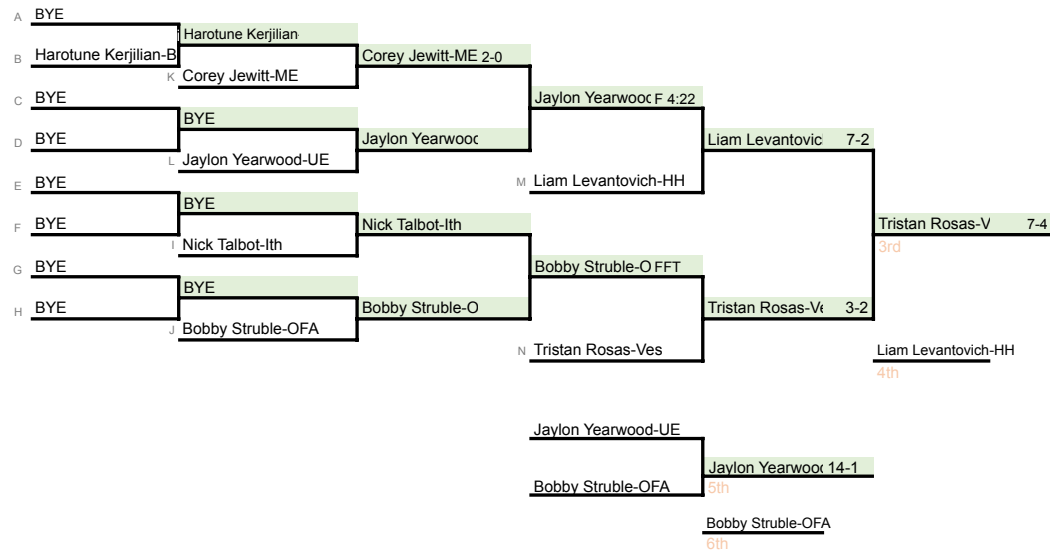 A BYE
Harotune Kerjilian
B Harotune Kerjilian-B
Corey Jewitt-ME 2-0
K Corey Jewitt-ME
C BYE
Jaylon Yearwood F 4:22
BYE
D BYE
Jaylon Yearwood
Liam Levantovich 7-2
L Jaylon Yearwood-UE
M Liam Levantovich-HH
E BYE
BYE
F BYE
Nick Talbot-Ith
Tristan Rosas-V 7-4
I Nick Talbot-Ith
3rd
G BYE
Bobby Struble-O FFT
BYE
H BYE
Bobby Struble-O
Tristan Rosas-Ve 3-2
J Bobby Struble-OFA
N Tristan Rosas-Ves
Liam Levantovich-HH
4th
Jaylon Yearwood-UE
Jaylon Yearwood 14-1
Bobby Struble-OFA
5th
Bobby Struble-OFA
6th